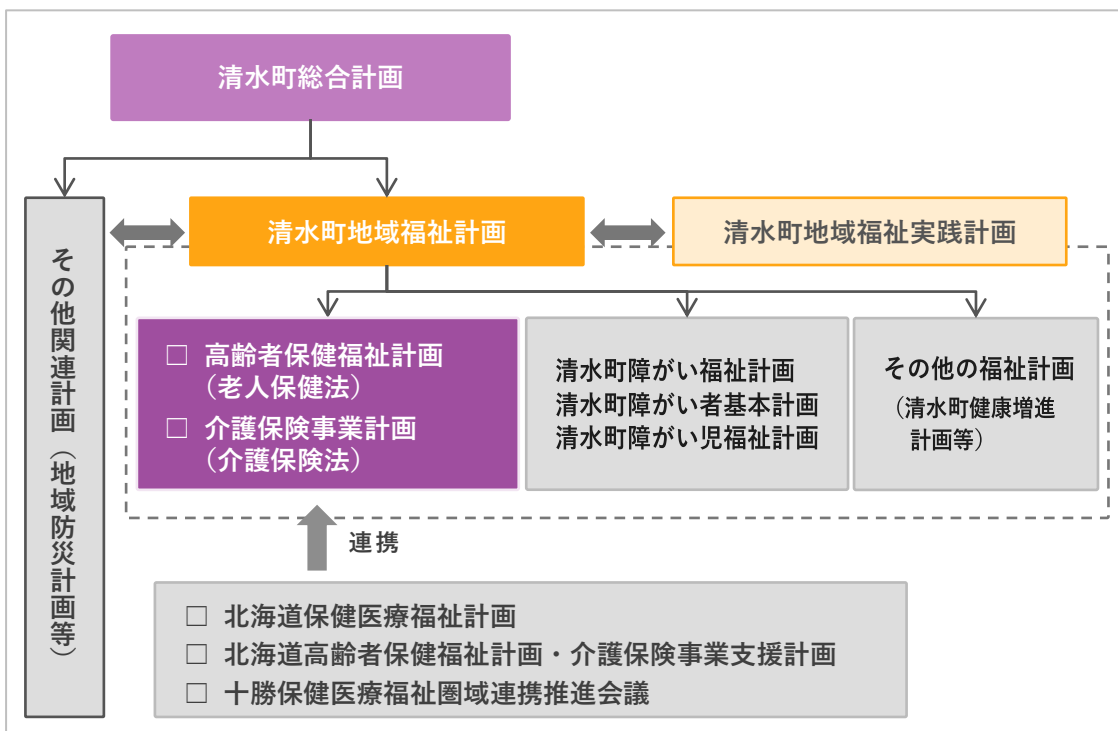 清水町総合計画
その他関連計画（地域防災計画等）
清水町地域福祉計画
清水町地域福祉実践計画
□ 高齢者保健福祉計画
（老人保健法）
□ 介護保険事業計画
（介護保険法）
清水町障がい福祉計画
清水町障がい者基本計画
清水町障がい児福祉計画
その他の福祉計画
（清水町健康増進
計画等）
連携
□ 北海道保健医療福祉計画
□ 北海道高齢者保健福祉計画・介護保険事業支援計画
□ 十勝保健医療福祉圏域連携推進会議